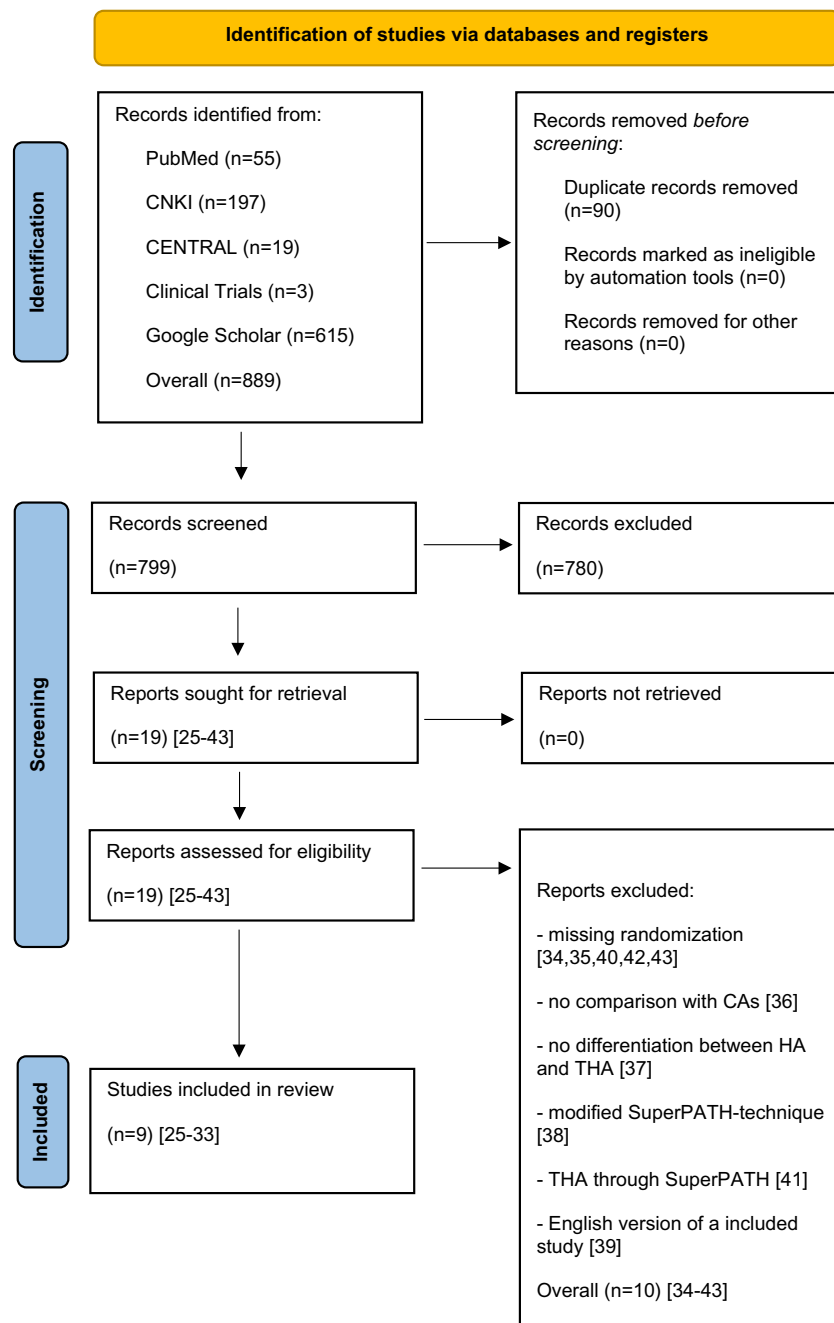 Identification of studies via databases and registers
Identification
Records identified from:
PubMed (n=55)
CNKI (n=197)
CENTRAL (n=19)
Clinical Trials (n=3)
Google Scholar (n=615)
Overall (n=889)
Records removed before
screening:
Duplicate records removed
(n=90)
Records marked as ineligible
by automation tools (n=0)
Records removed for other
reasons (n=0)
Screening
Records screened
(n=799)
Records excluded
(n=780)
Reports sought for retrieval
(n=19) [25-43]
Reports not retrieved
(n=0)
Reports assessed for eligibility
(n=19) [25-43]
Reports excluded:
- missing randomization
[34,35,40,42,43]
- no comparison with CAs [36]
- no differentiation between HA
and THA [37]
- modified SuperPATH-technique
[38]
- THA through SuperPATH [41]
- English version of a included
study [39]
Overall (n=10) [34-43]
Included
Studies included in review
(n=9) [25-33]